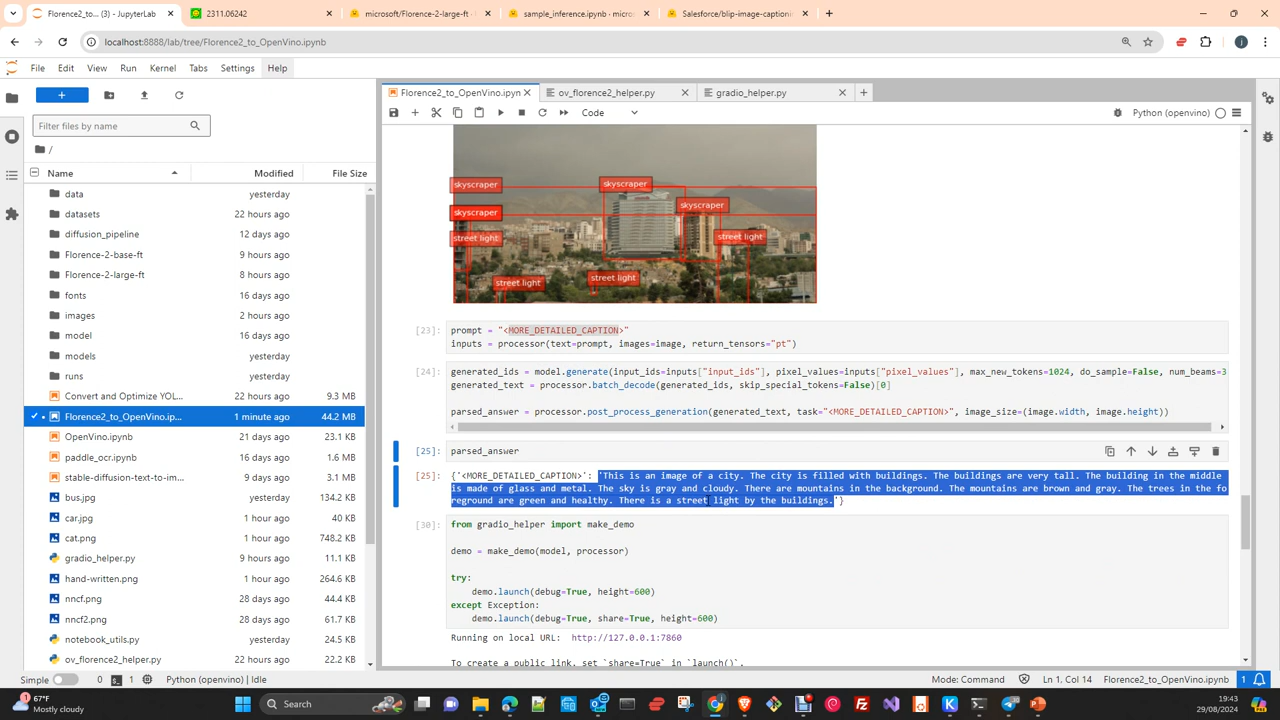 Florence2_to... (3) - JupyterLab
2311.06242
microsoft/Florence-2-large-ft
sample_inference.ipynb · micros
Salesforce/blip-image-captionin
localhost:8888/lab/tree/Florence2_to_OpenVino.ipynb
File Edit View Run Kernel Tabs Settings Help
Florence2_to_OpenVino.ipyn
ov_florence2_helper.py
gradio_helper.py
Code
Python (openvino)
Filter files by name
/
Name Modified File Size
data yesterday
datasets 22 hours ago
diffusion_pipeline 12 days ago
Florence-2-base-ft 9 hours ago
Florence-2-large-ft 8 hours ago
fonts 16 days ago
images 2 hours ago
model 16 days ago
models yesterday
runs yesterday
Convert and Optimize YOL... 22 hours ago 9.3 MB
Florence2_to_OpenVino.ip... 1 minute ago 44.2 MB
OpenVino.ipynb 21 days ago 23.1 KB
paddle_ocr.ipynb 16 days ago 1.6 MB
stable-diffusion-text-to-im... yesterday 457.6 KB
bus.jpg yesterday 134.2 KB
car.jpg 1 hour ago 40 KB
cat.png 1 hour ago 748.2 KB
gradio_helper.py 9 hours ago 11.1 KB
hand-written.png 1 hour ago 264.6 KB
nncf.png 28 days ago 44.4 KB
nncf2.png 28 days ago 61.7 KB
notebook_utils.py yesterday 24.5 KB
ov_florence2_helper.py 22 hours ago 22.2 KB
skyscraper
skyscraper
skyscraper
skyscraper
street light
street light
street light
street light
[23]: prompt = "<MORE_DETAILED_CAPTION>"
inputs = processor(text=prompt, images=image, return_tensors="pt")
[24]: generated_ids = model.generate(input_ids=inputs["input_ids"], pixel_values=inputs["pixel_values"], max_new_tokens=1024, do_sample=False, num_beams=3
generated_text = processor.batch_decode(generated_ids, skip_special_tokens=False)[0]
parsed_answer = processor.post_process_generation(generated_text, task="<MORE_DETAILED_CAPTION>", image_size=(image.width, image.height))
[25]: parsed_answer
[25]: {'<MORE_DETAILED_CAPTION>': 'This is an image of a city. The city is filled with buildings. The buildings are very tall. The building in the middle
is made of glass and metal. The sky is gray and cloudy. There are mountains in the background. The mountains are brown and gray. The trees in the fo
reground are green and healthy. There is a street light by the buildings.'}
[30]: from gradio_helper import make_demo
demo = make_demo(model, processor)
try:
demo.launch(debug=True, height=600)
except Exception:
demo.launch(debug=True, share=True, height=600)
Running on local URL: http://127.0.0.1:7860
To create a public link, set `share=True` in `launch()`.
Simple 0 1 Python (openvino) | Idle Mode: Command Ln 1, Col 14 Florence2_to_OpenVino.ipynb 1
67°F
Mostly cloudy
Search
19:43
29/08/2024